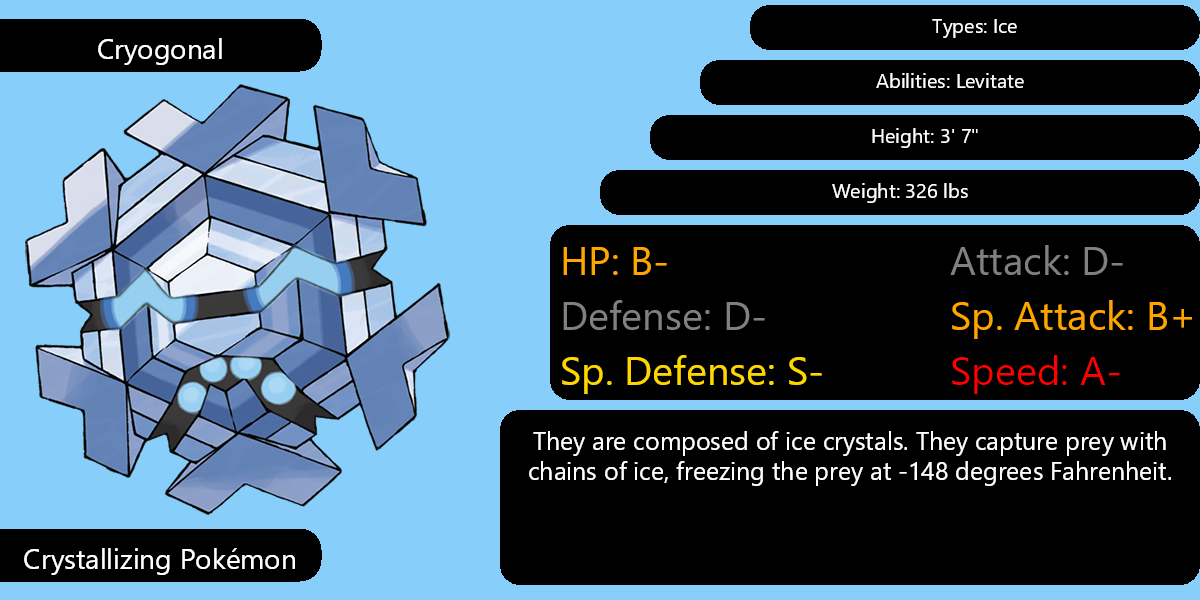 Cryogonal
Types: Ice
Abilities: Levitate
Height: 3' 7"
Weight: 326 lbs
HP: B-
Attack: D-
Defense: D-
Sp. Attack: B+
Sp. Defense: S-
Speed: A-
They are composed of ice crystals. They capture prey with
chains of ice, freezing the prey at -148 degrees Fahrenheit.
Crystallizing Pokémon